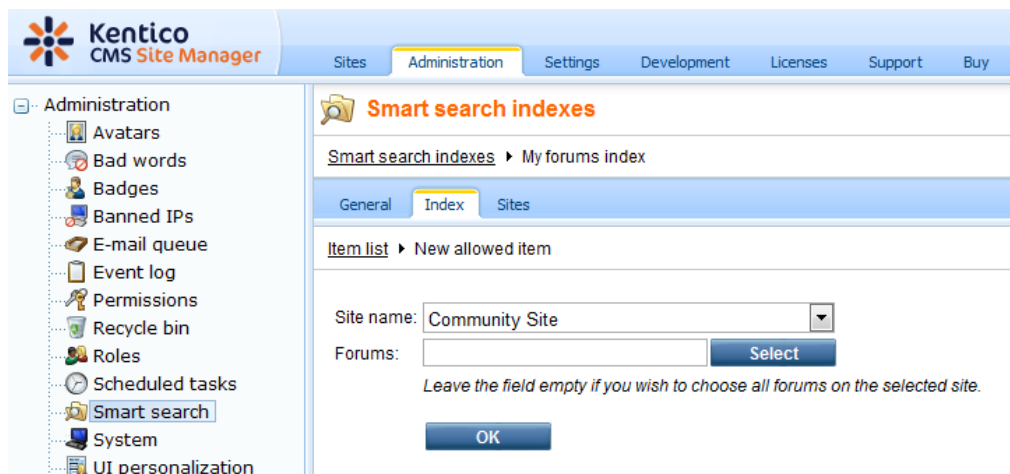 Kentico
CMS Site Manager
Sites Administration Settings Development Licenses Support Buy
Administration
Avatars
Bad words
Badges
Banned IPs
E-mail queue
Event log
Permissions
Recycle bin
Roles
Scheduled tasks
Smart search
System
UI personalization
Smart search indexes
Smart search indexes My forums index
General Index Sites
Item list New allowed item
Site name: Community Site
Forums: Select
Leave the field empty if you wish to choose all forums on the selected site.
OK